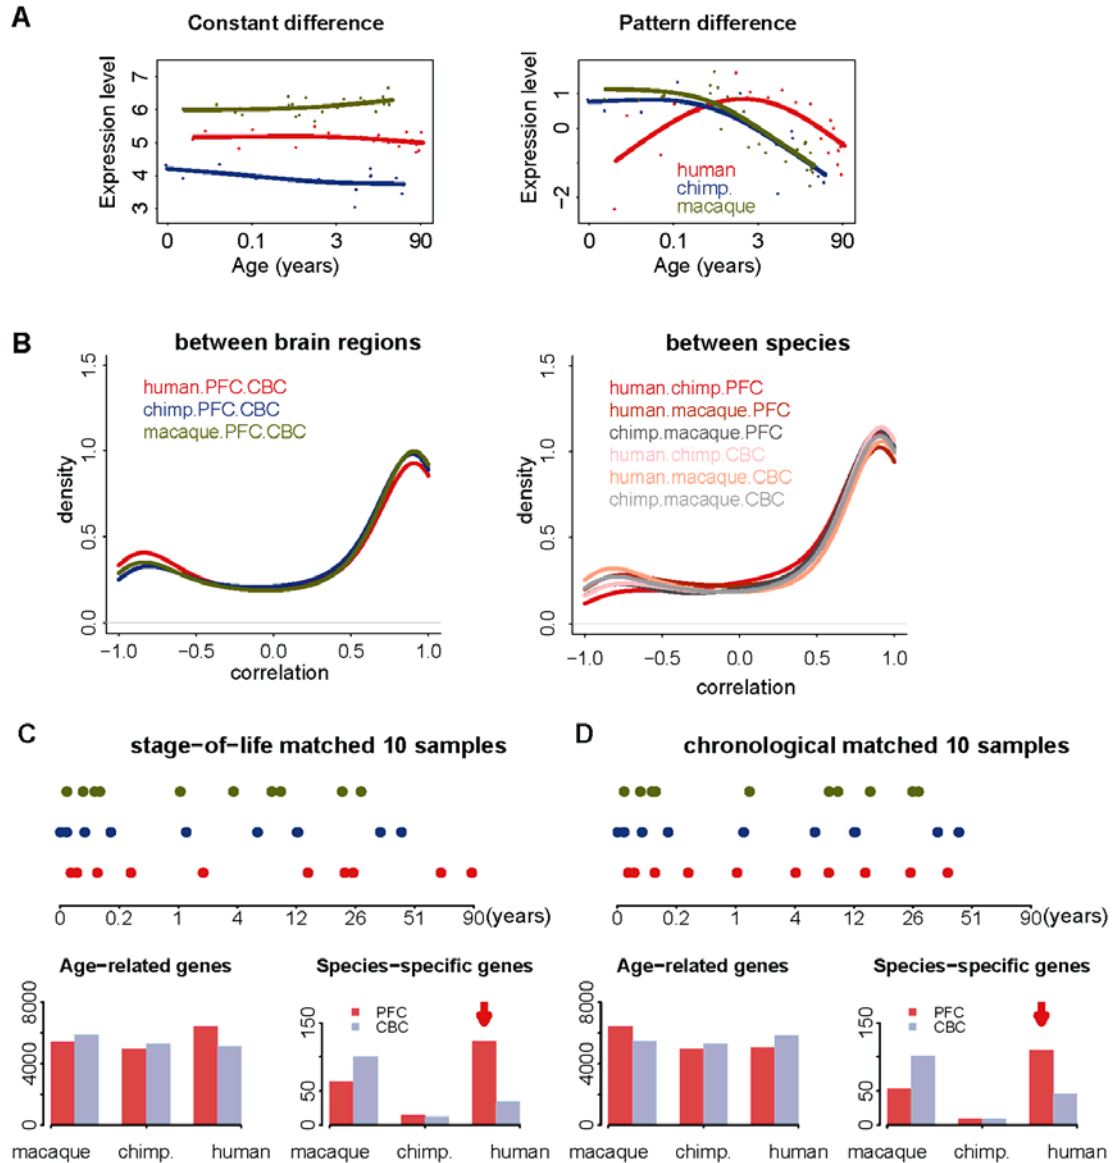 A
Constant difference
Pattern difference
Expression level
7
6
5
4
3
0 0.1 3 90
Age (years)
Expression level
1
0
−2
human
chimp.
macaque
0 0.1 3 90
Age (years)
B
between brain regions
between species
density
1.5
1.0
0.5
0.0
human.PFC.CBC
chimp.PFC.CBC
macaque.PFC.CBC
−1.0 −0.5 0.0 0.5 1.0
correlation
density
1.5
1.0
0.5
0.0
human.chimp.PFC
human.macaque.PFC
chimp.macaque.PFC
human.chimp.CBC
human.macaque.CBC
chimp.macaque.CBC
−1.0 −0.5 0.0 0.5 1.0
correlation
C
stage−of−life matched 10 samples
0 0.2 1 4 12 26 51 90(years)
Age−related genes
8000
4000
0
macaque chimp. human
Species−specific genes
PFC
CBC
150
50
0
macaque chimp. human
D
chronological matched 10 samples
0 0.2 1 4 12 26 51 90(years)
Age−related genes
8000
4000
0
macaque chimp. human
Species−specific genes
PFC
CBC
150
50
0
macaque chimp. human